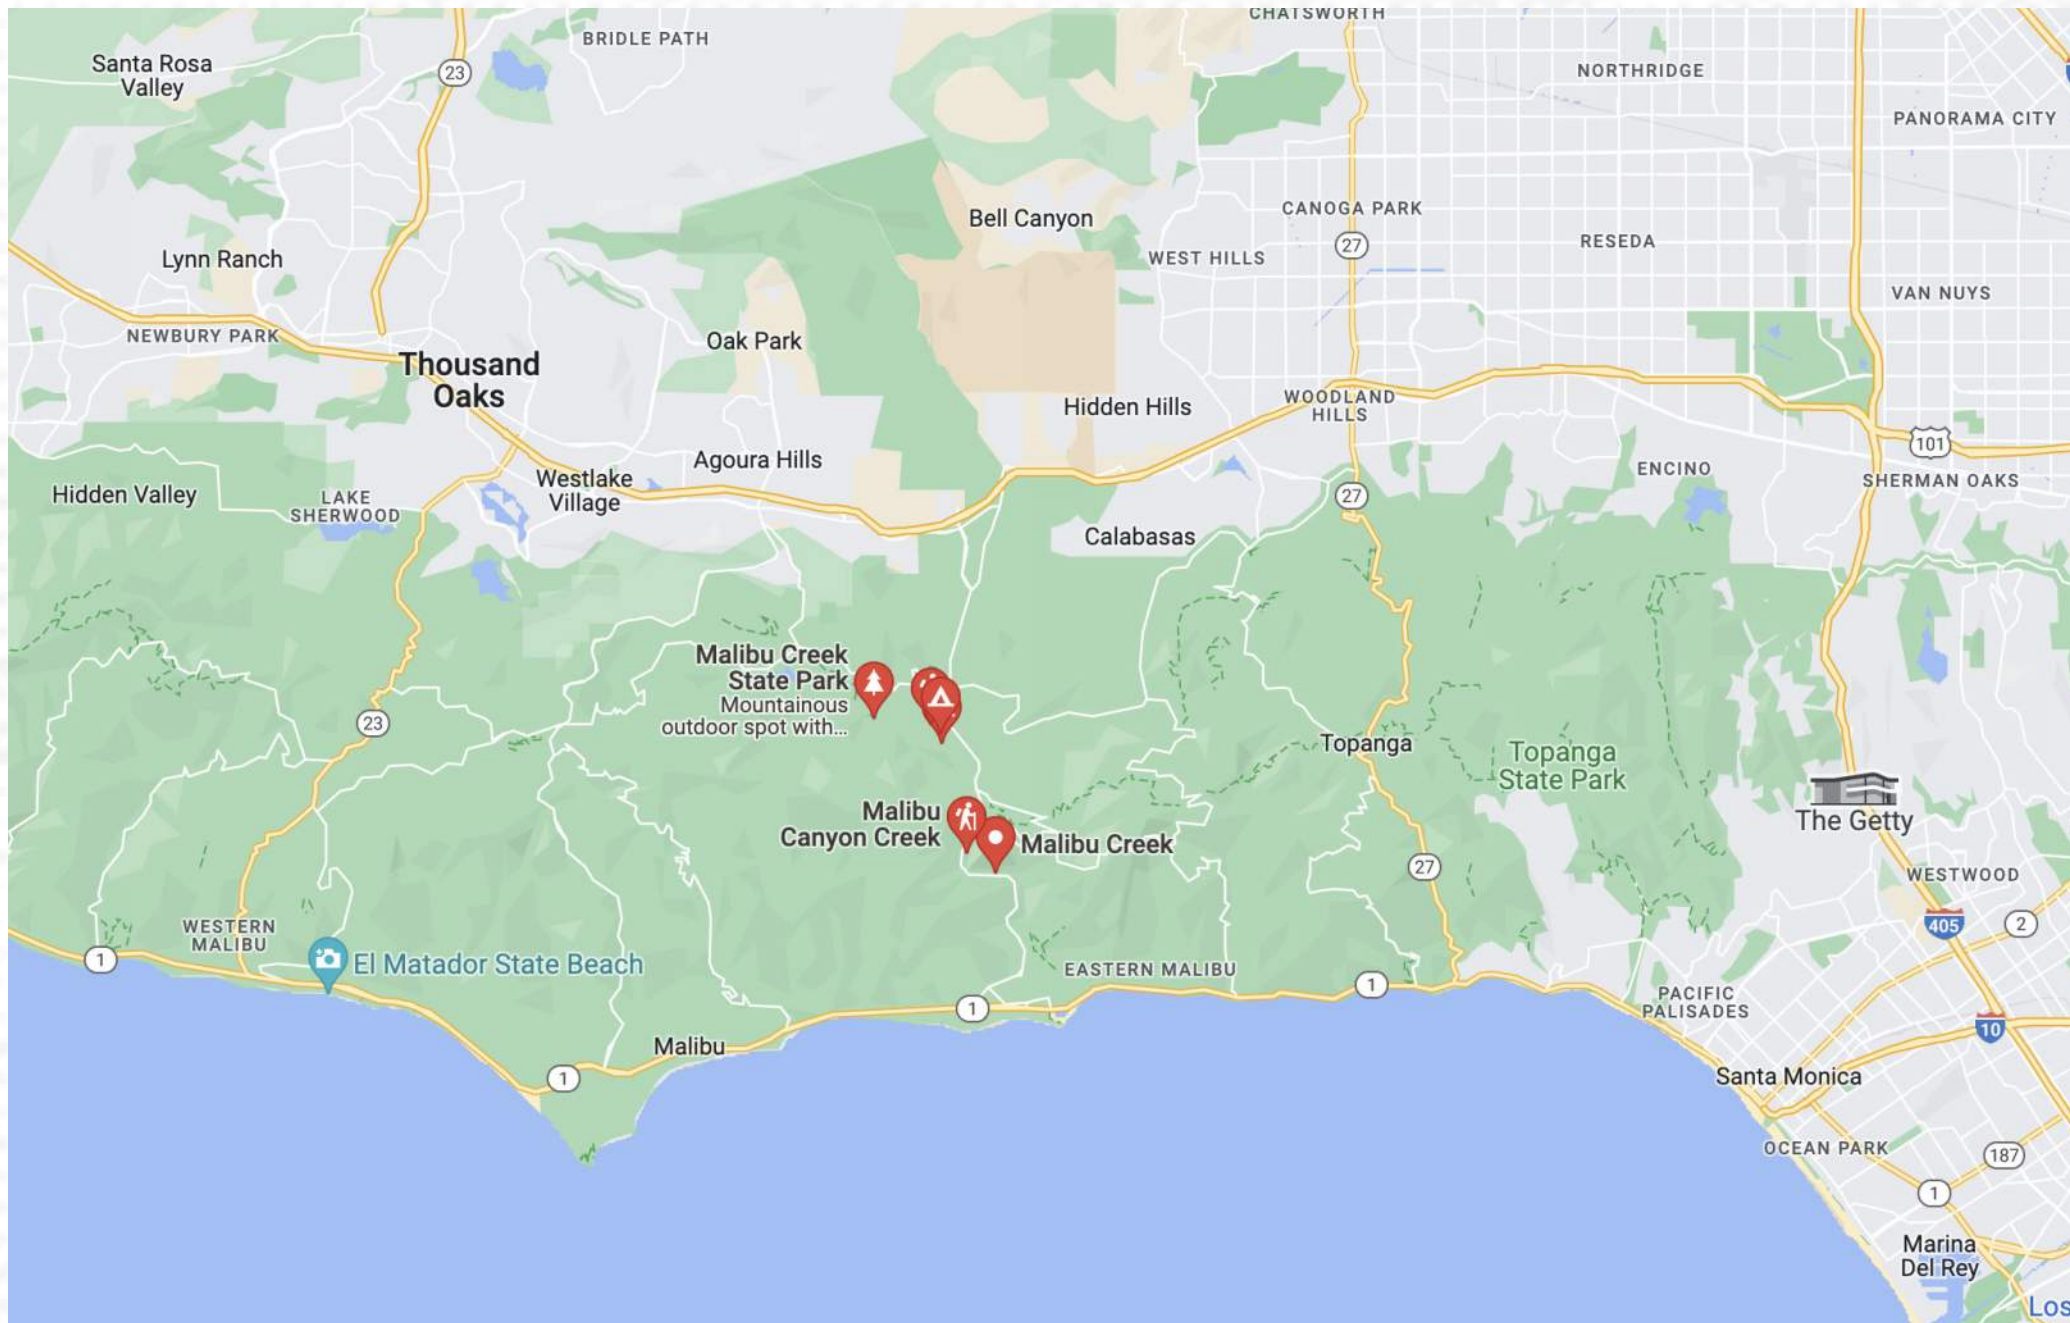 CHATSWORTH
BRIDLE PATH
Santa Rosa
Valley
23
NORTHRIDGE
PANORAMA CITY
Bell Canyon
CANOGA PARK
27
RESEDA
WEST HILLS
Lynn Ranch
VAN NUYS
NEWBURY PARK
Oak Park
Thousand
Oaks
Hidden Hills
WOODLAND
HILLS
101
Agoura Hills
ENCINO
SHERMAN OAKS
Westlake
Village
Hidden Valley
LAKE
SHERWOOD
27
Calabasas
Malibu Creek
State Park
Mountainous
outdoor spot with...
23
Topanga
Topanga
State Park
The Getty
Malibu
Canyon Creek
Malibu Creek
27
WESTWOOD
405
2
WESTERN
MALIBU
1
El Matador State Beach
EASTERN MALIBU
1
1
PACIFIC
PALISADES
10
Malibu
1
Santa Monica
OCEAN PARK
187
1
Marina
Del Rey
Los